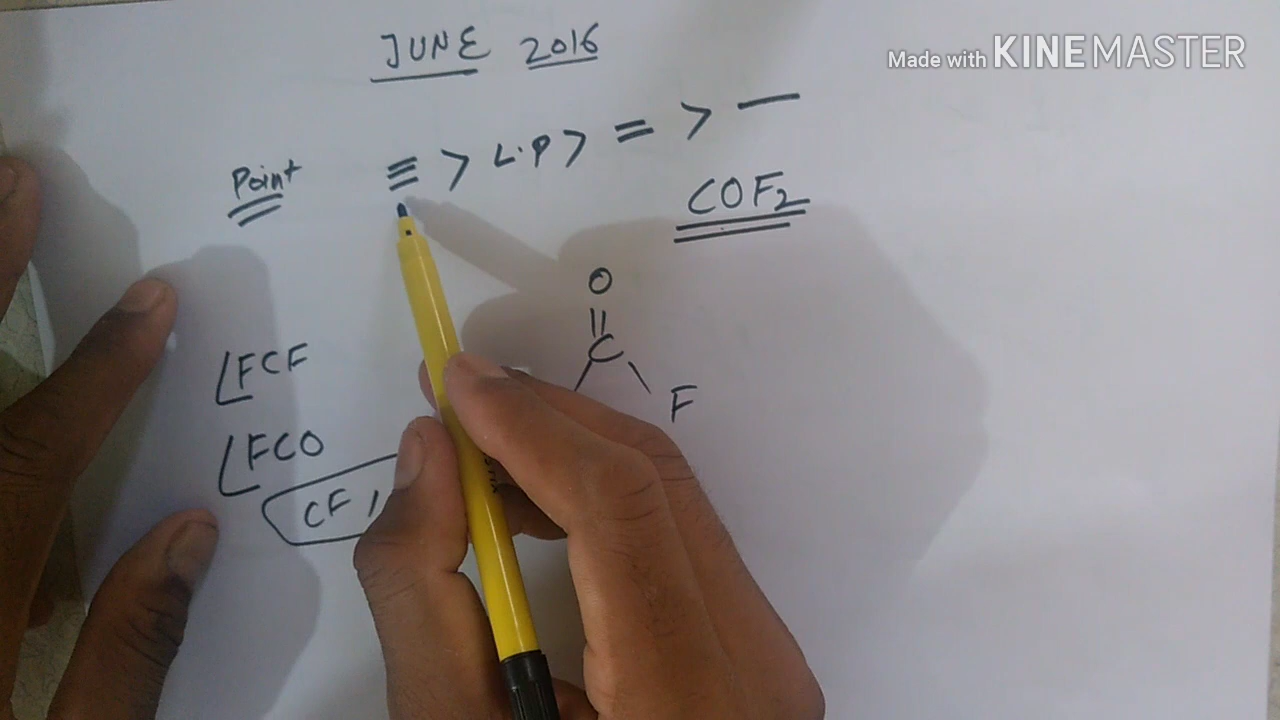 JUNE 2016
Made with KINEMASTER
Point ≡ > L.P > = > —
COF₂
O
||
C
F
∠FCF
∠FCO
CF